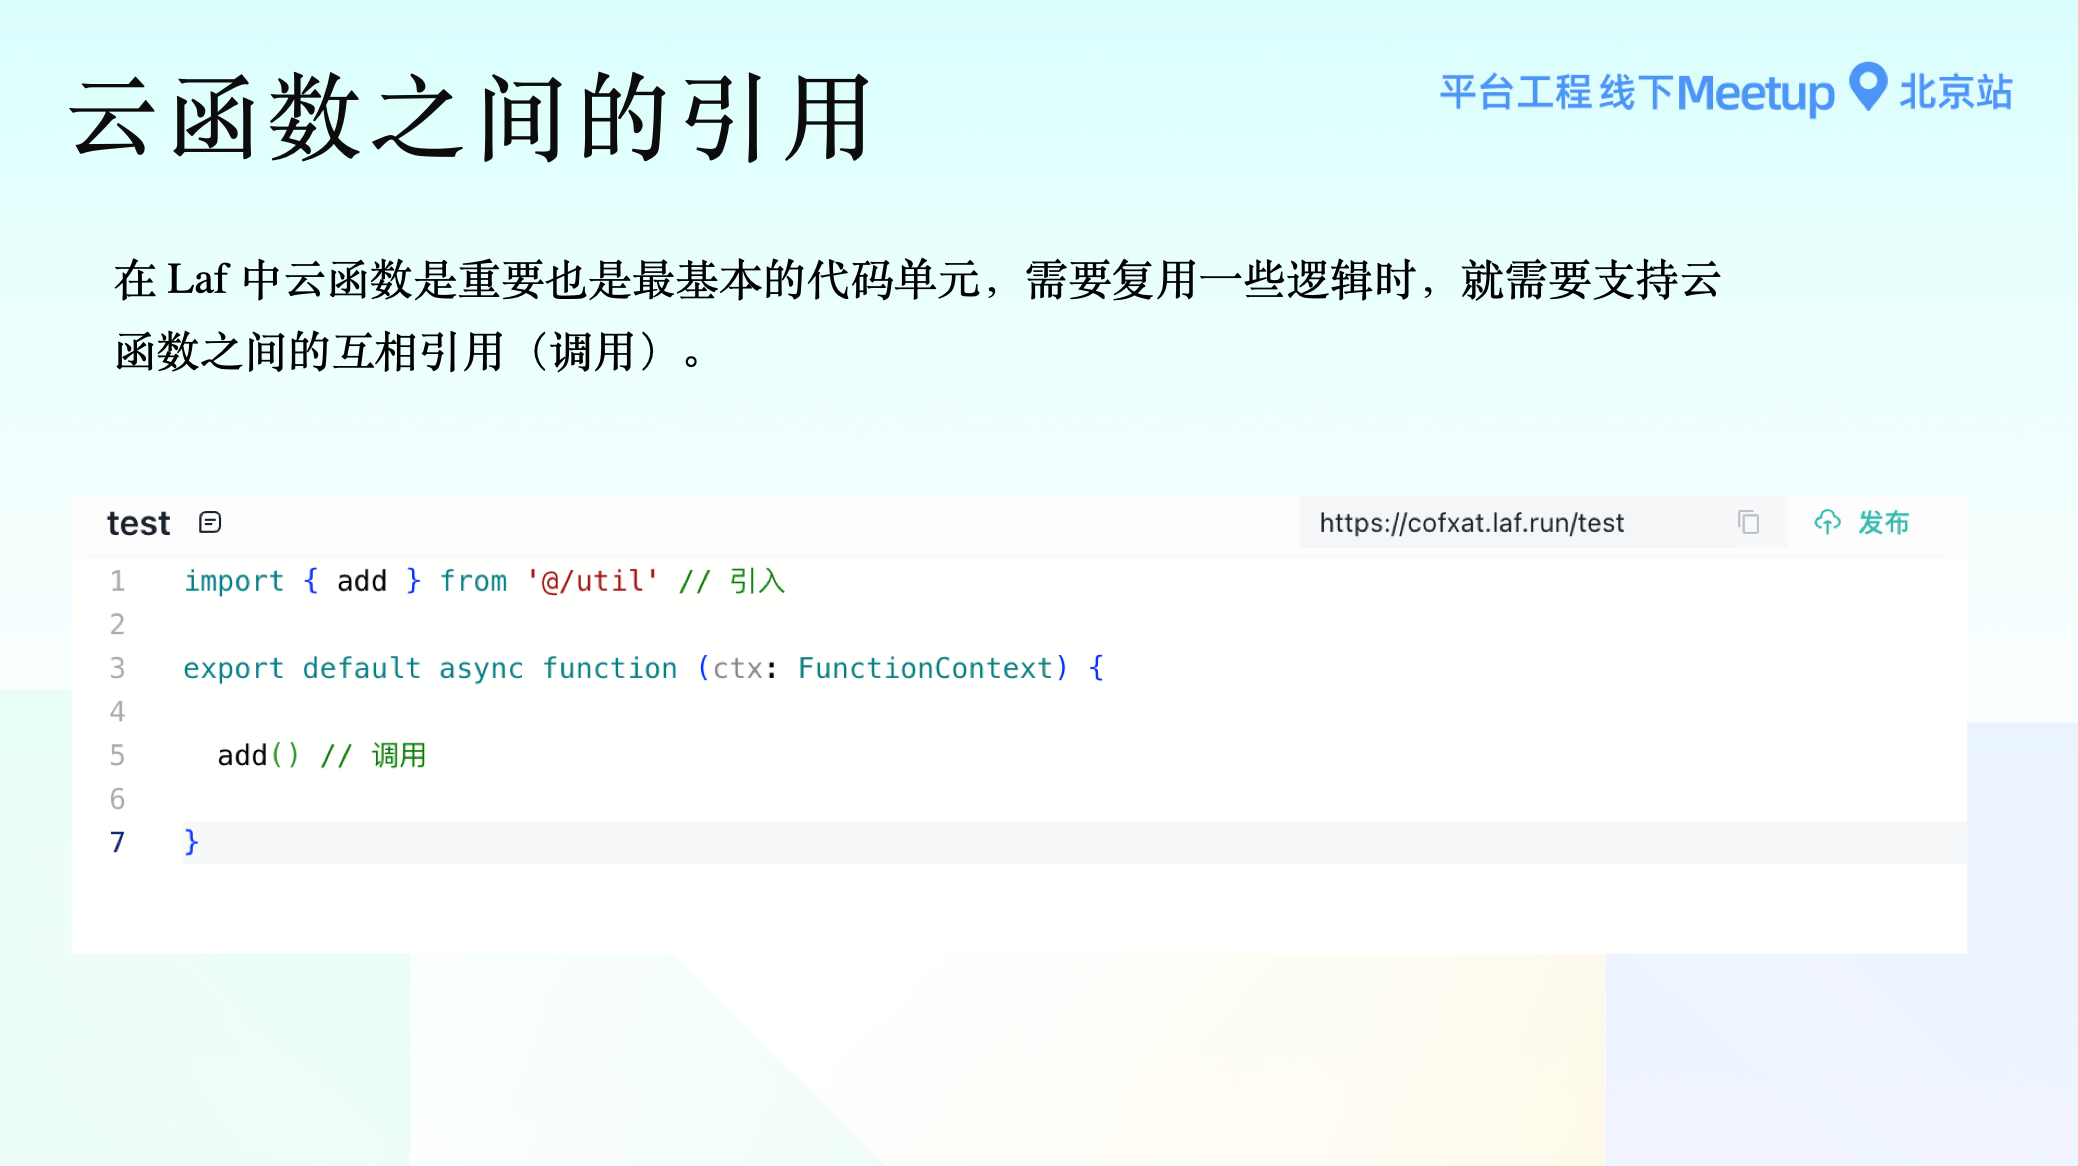 云函数之间的引用
平台工程 线下Meetup 北京站
在 Laf 中云函数是重要也是最基本的代码单元，需要复用一些逻辑时，就需要支持云
函数之间的互相引用（调用）。
test
https://cofxat.laf.run/test
发布
1 import { add } from '@/util' // 引入
2
3 export default async function (ctx: FunctionContext) {
4
5   add() // 调用
6
7 }